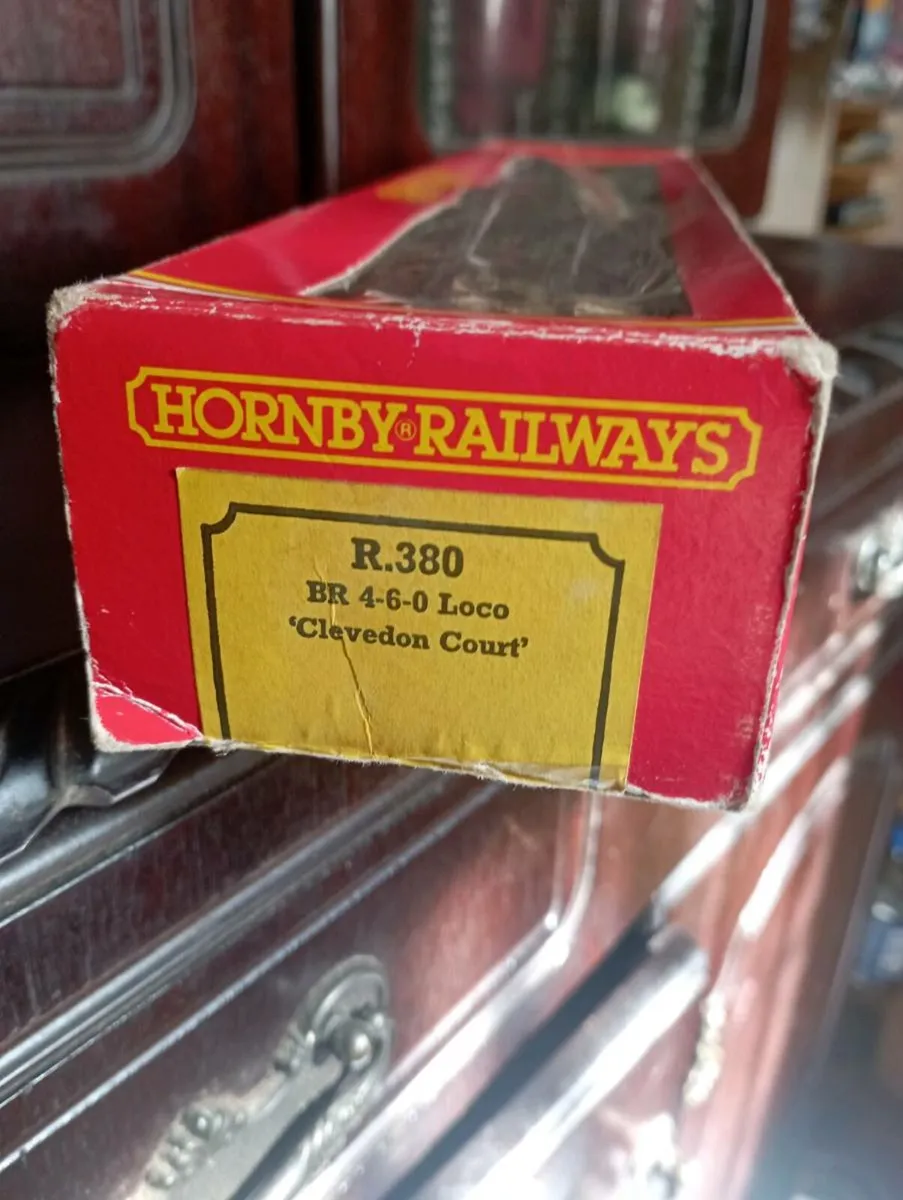 HORNBY®RAILWAYS
R.380
BR 4-6-0 Loco
‘Clevedon Court’